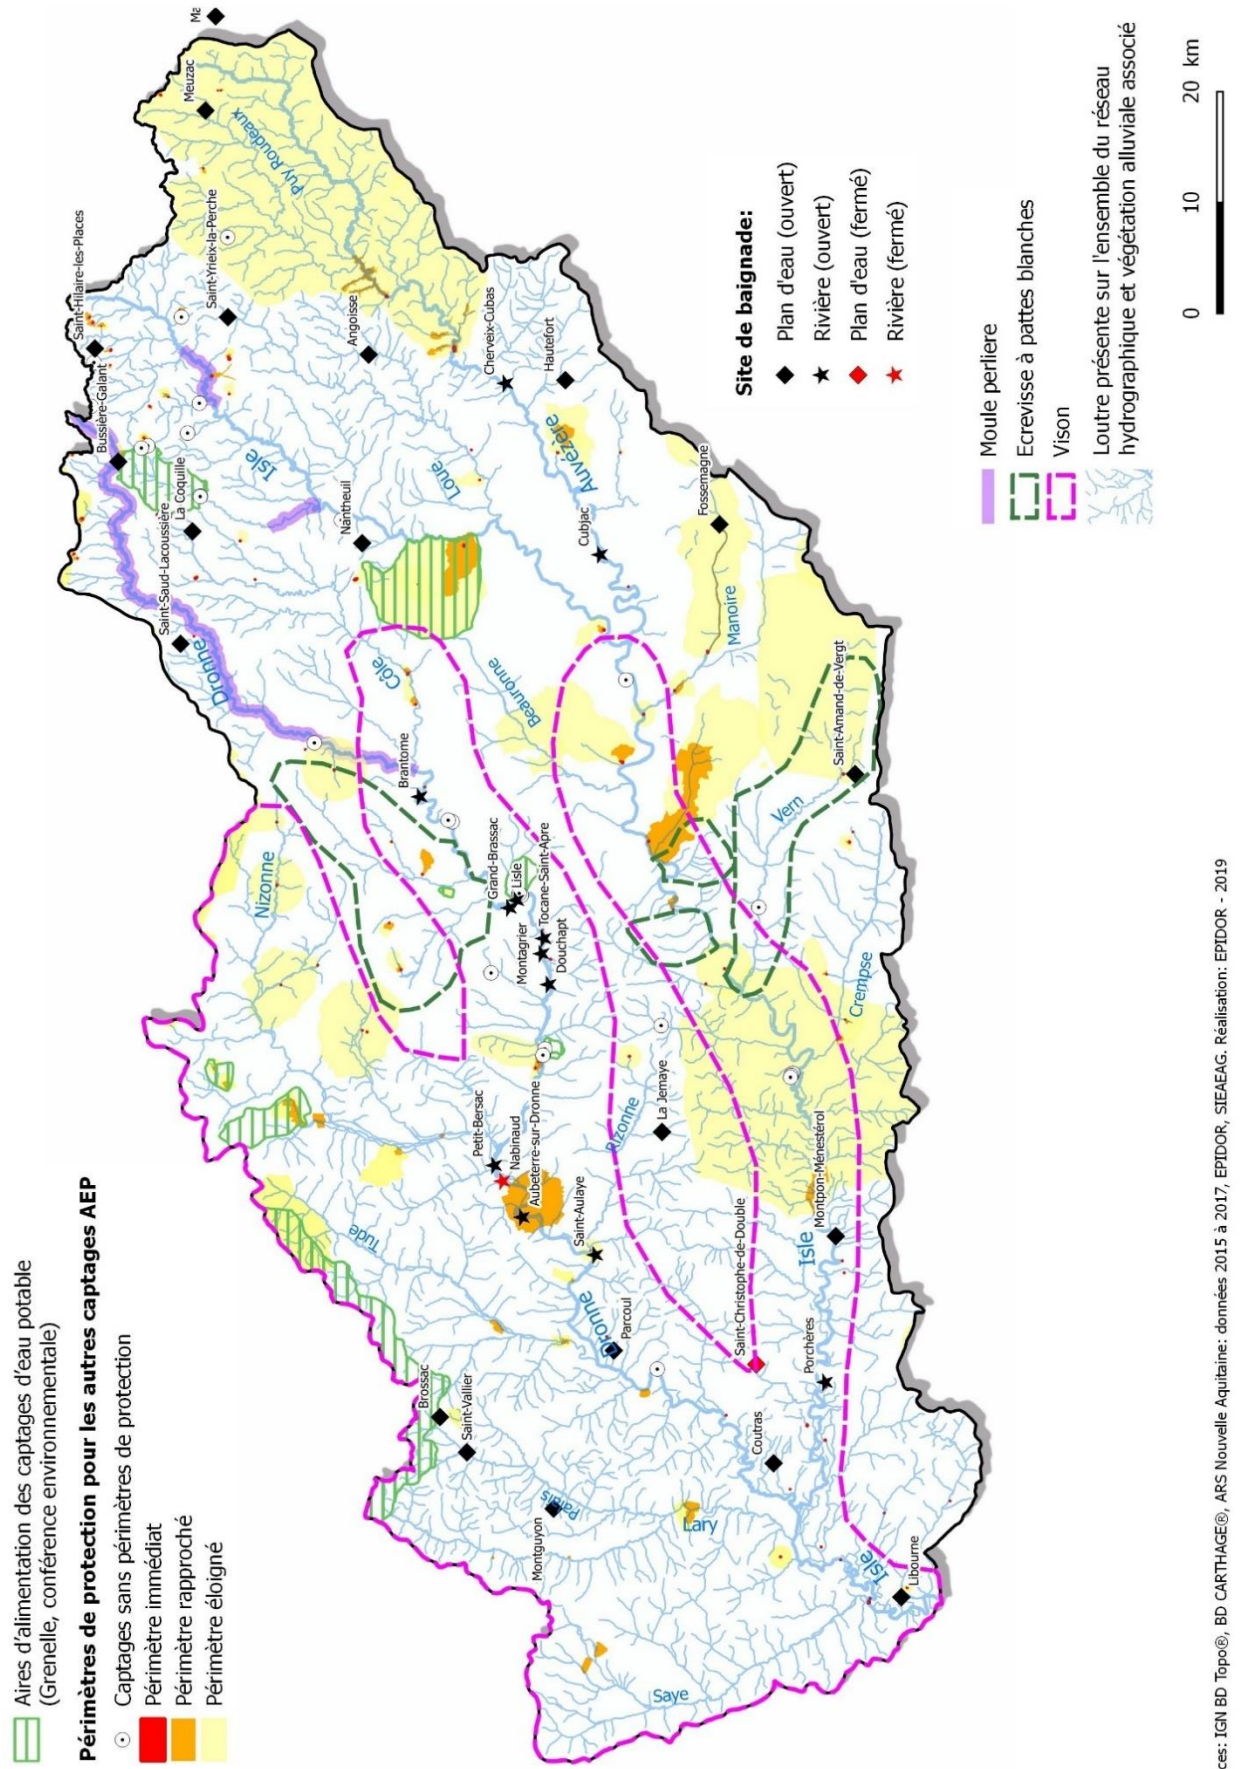 Aires d'alimentation des captages d'eau potable
(Grenelle, conférence environnementale)
Périmètres de protection pour les autres captages AEP
Captages sans périmètres de protection
Périmètre immédiat
Périmètre rapproché
Périmètre éloigné
Site de baignade:
Plan d'eau (ouvert)
Rivière (ouvert)
Plan d'eau (fermé)
Rivière (fermé)
Moule perliere
Ecrevisse à pattes blanches
Vison
Loutre présente sur l'ensemble du réseau
hydrographique et végétation alluviale associé
0 10 20 km
Meuzac
Puy Roudeaux
Saint-Hilaire-les-Places
Saint-Yrieix-la-Perche
Bussière-Galant
Angoisse
La Coquille
Isle
Cherveix-Cubas
Hautefort
Saint-Saud-Lacoussière
Nantheuil
Loue
Auvézère
Cubjac
Fossemagne
Dronne
Côle
Beauronne
Manoire
Brantome
Saint-Amand-de-Vergt
Vern
Nizonne
Grand-Brassac
Lisle
Tocane-Saint-Apre
Montagrier
Douchapt
Crempse
Petit-Bersac
Nabinaud
Aubeterre-sur-Dronne
Rizonne
La Jemaye
Saint-Aulaye
Tude
Montpon-Ménestérol
Isle
Dronne
Parcoul
Saint-Christophe-de-Double
Porchères
Brossac
Saint-Vallier
Coutras
Palais
Montguyon
Lary
Isle
Libourne
Saye
ces: IGN BD Topo®, BD CARTHAGE®, ARS Nouvelle Aquitaine: données 2015 à 2017, EPIDOR, SIEAEAG. Réalisation: EPIDOR - 2019